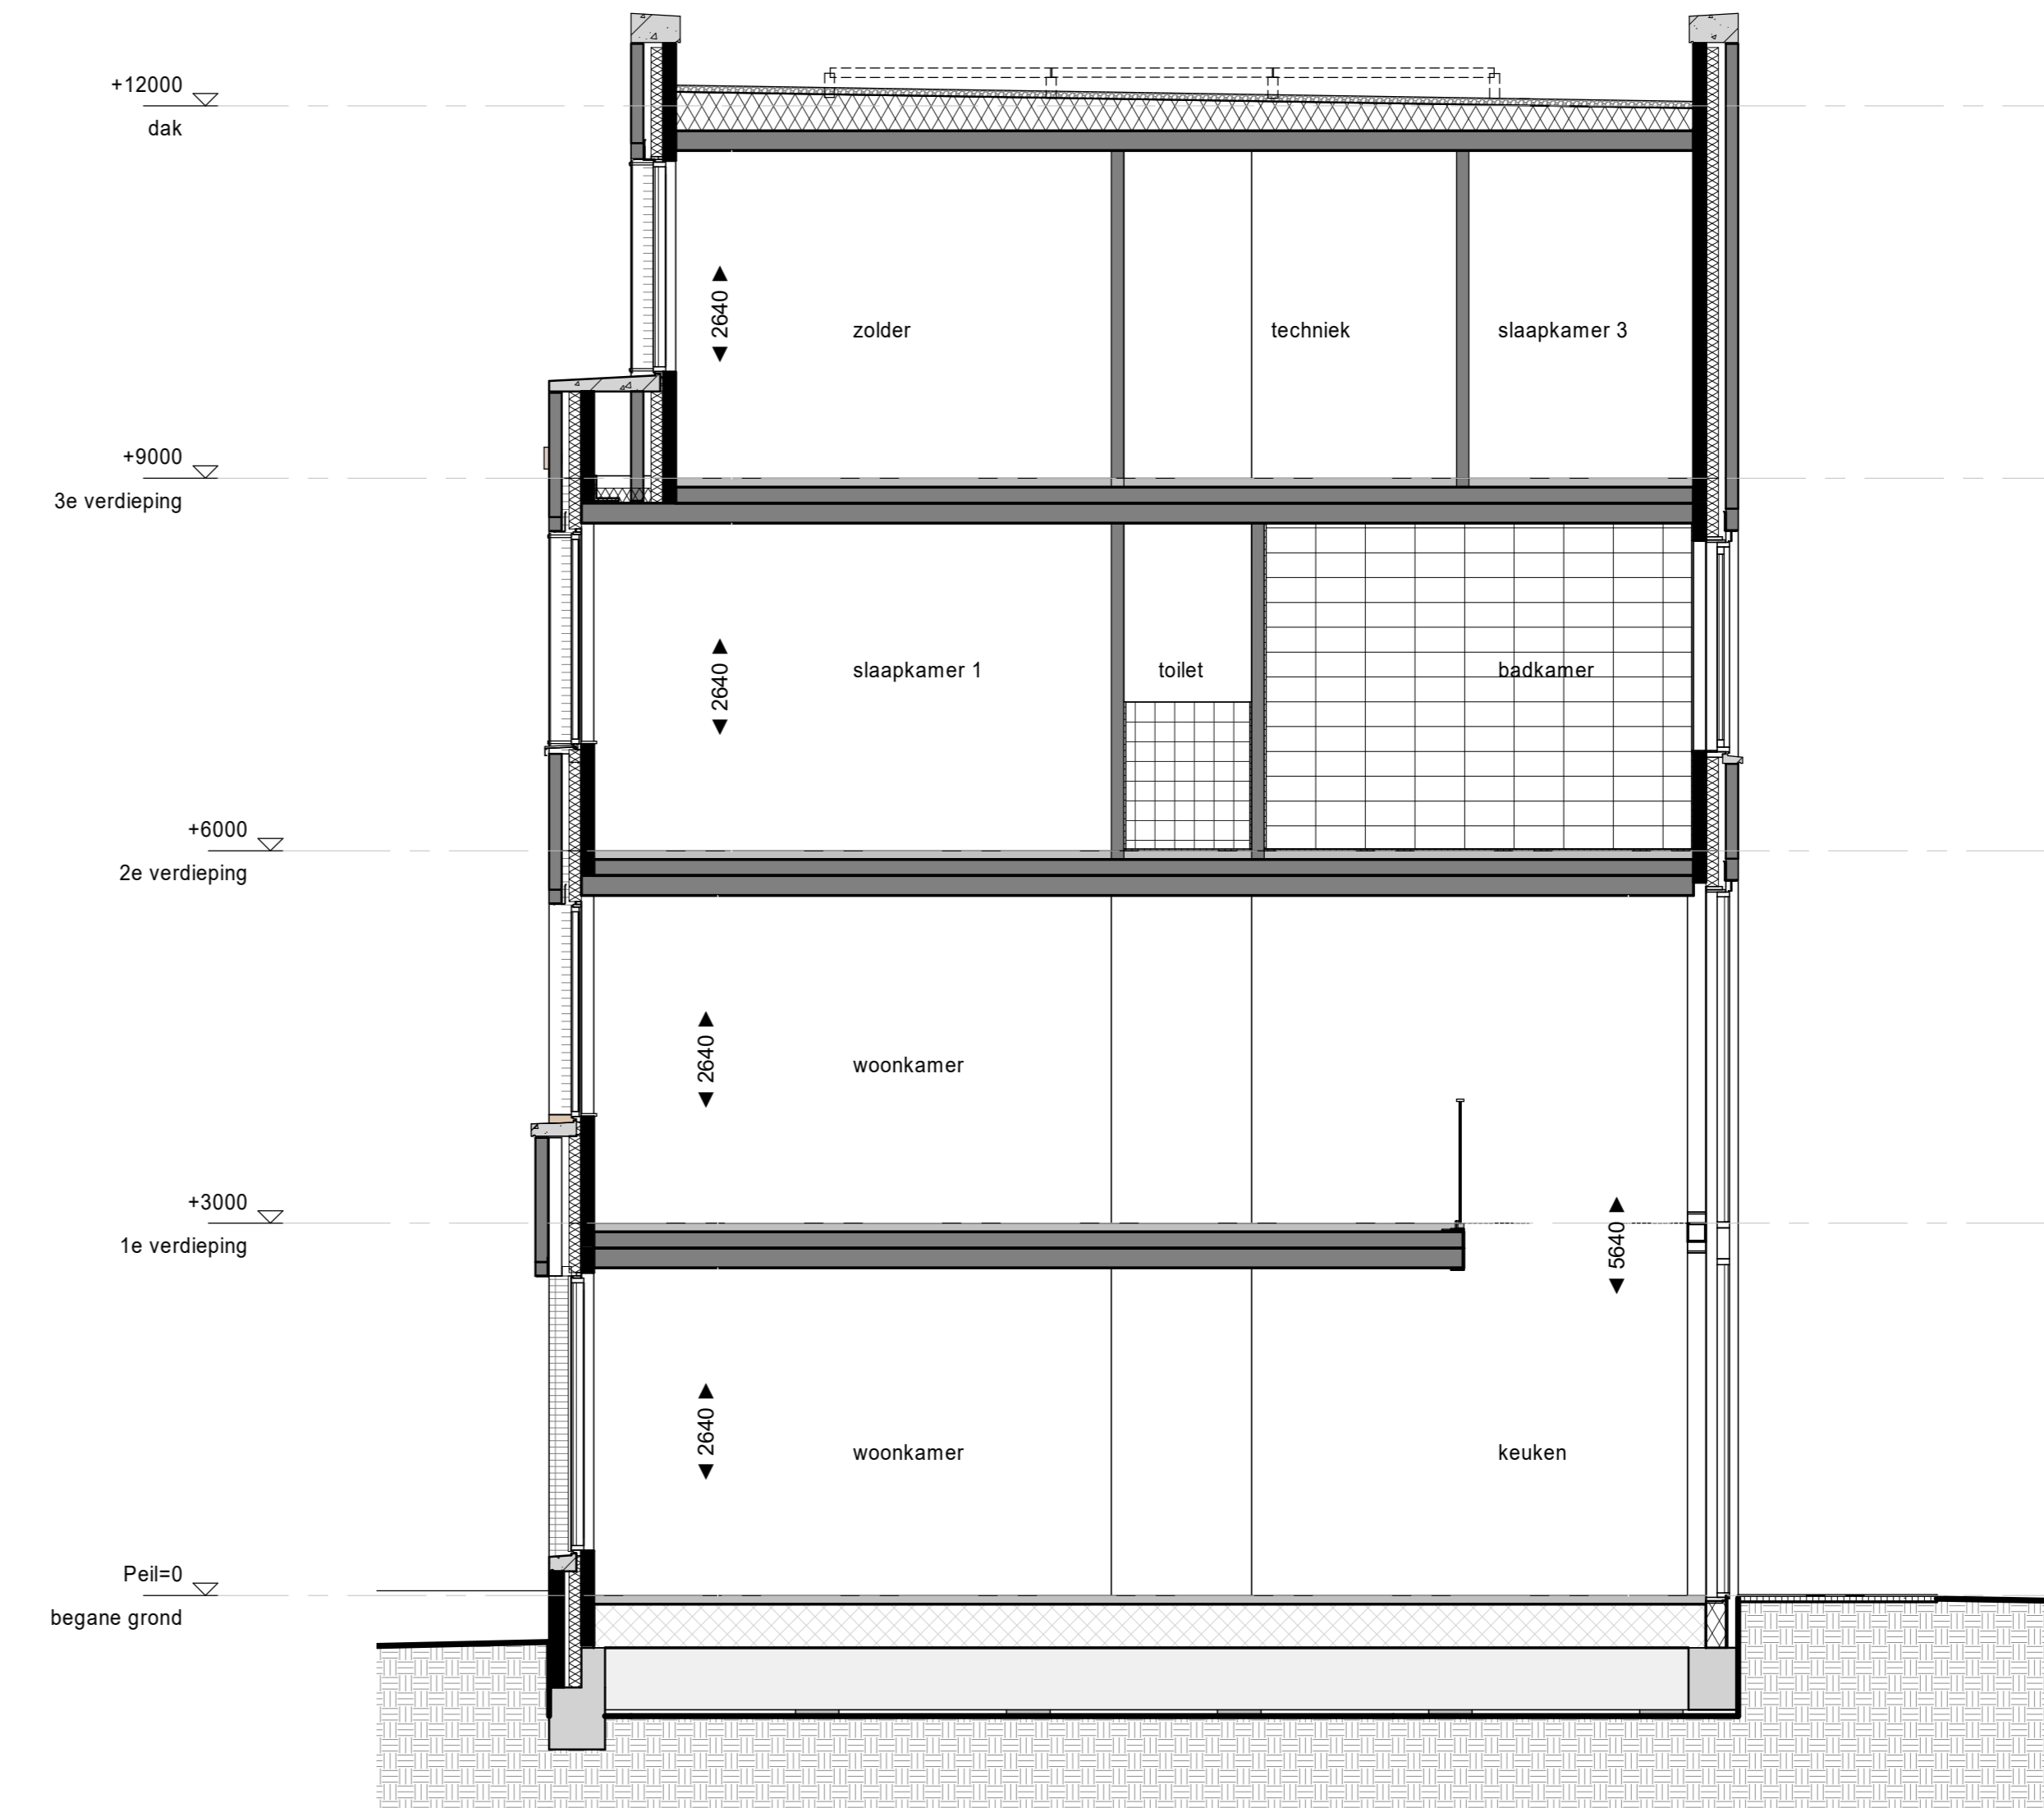 +12000
dak
2640
zolder
techniek
slaapkamer 3
+9000
3e verdieping
2640
slaapkamer 1
toilet
badkamer
+6000
2e verdieping
2640
woonkamer
+3000
1e verdieping
5640
2640
woonkamer
keuken
Peil=0
begane grond